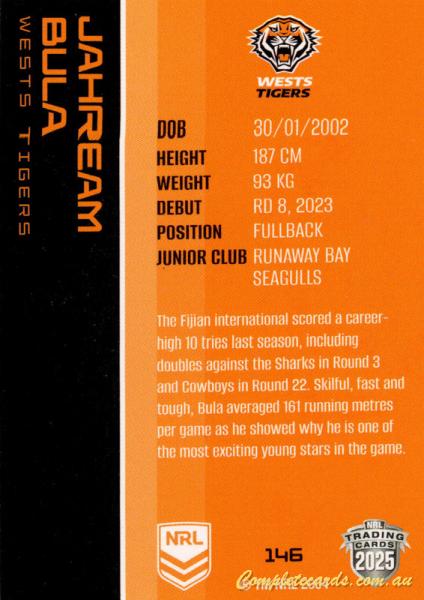 JAHREAM
BULA
WESTS TIGERS
WESTS
TIGERS
DOB 30/01/2002
HEIGHT 187 CM
WEIGHT 93 KG
DEBUT RD 8, 2023
POSITION FULLBACK
JUNIOR CLUB RUNAWAY BAY
SEAGULLS
The Fijian international scored a career-
high 10 tries last season, including
doubles against the Sharks in Round 3
and Cowboys in Round 22. Skilful, fast and
tough, Bula averaged 161 running metres
per game as he showed why he is one of
the most exciting young stars in the game.
NRL
146
NRL
TRADING
CARDS
2025
Completecards.com.au